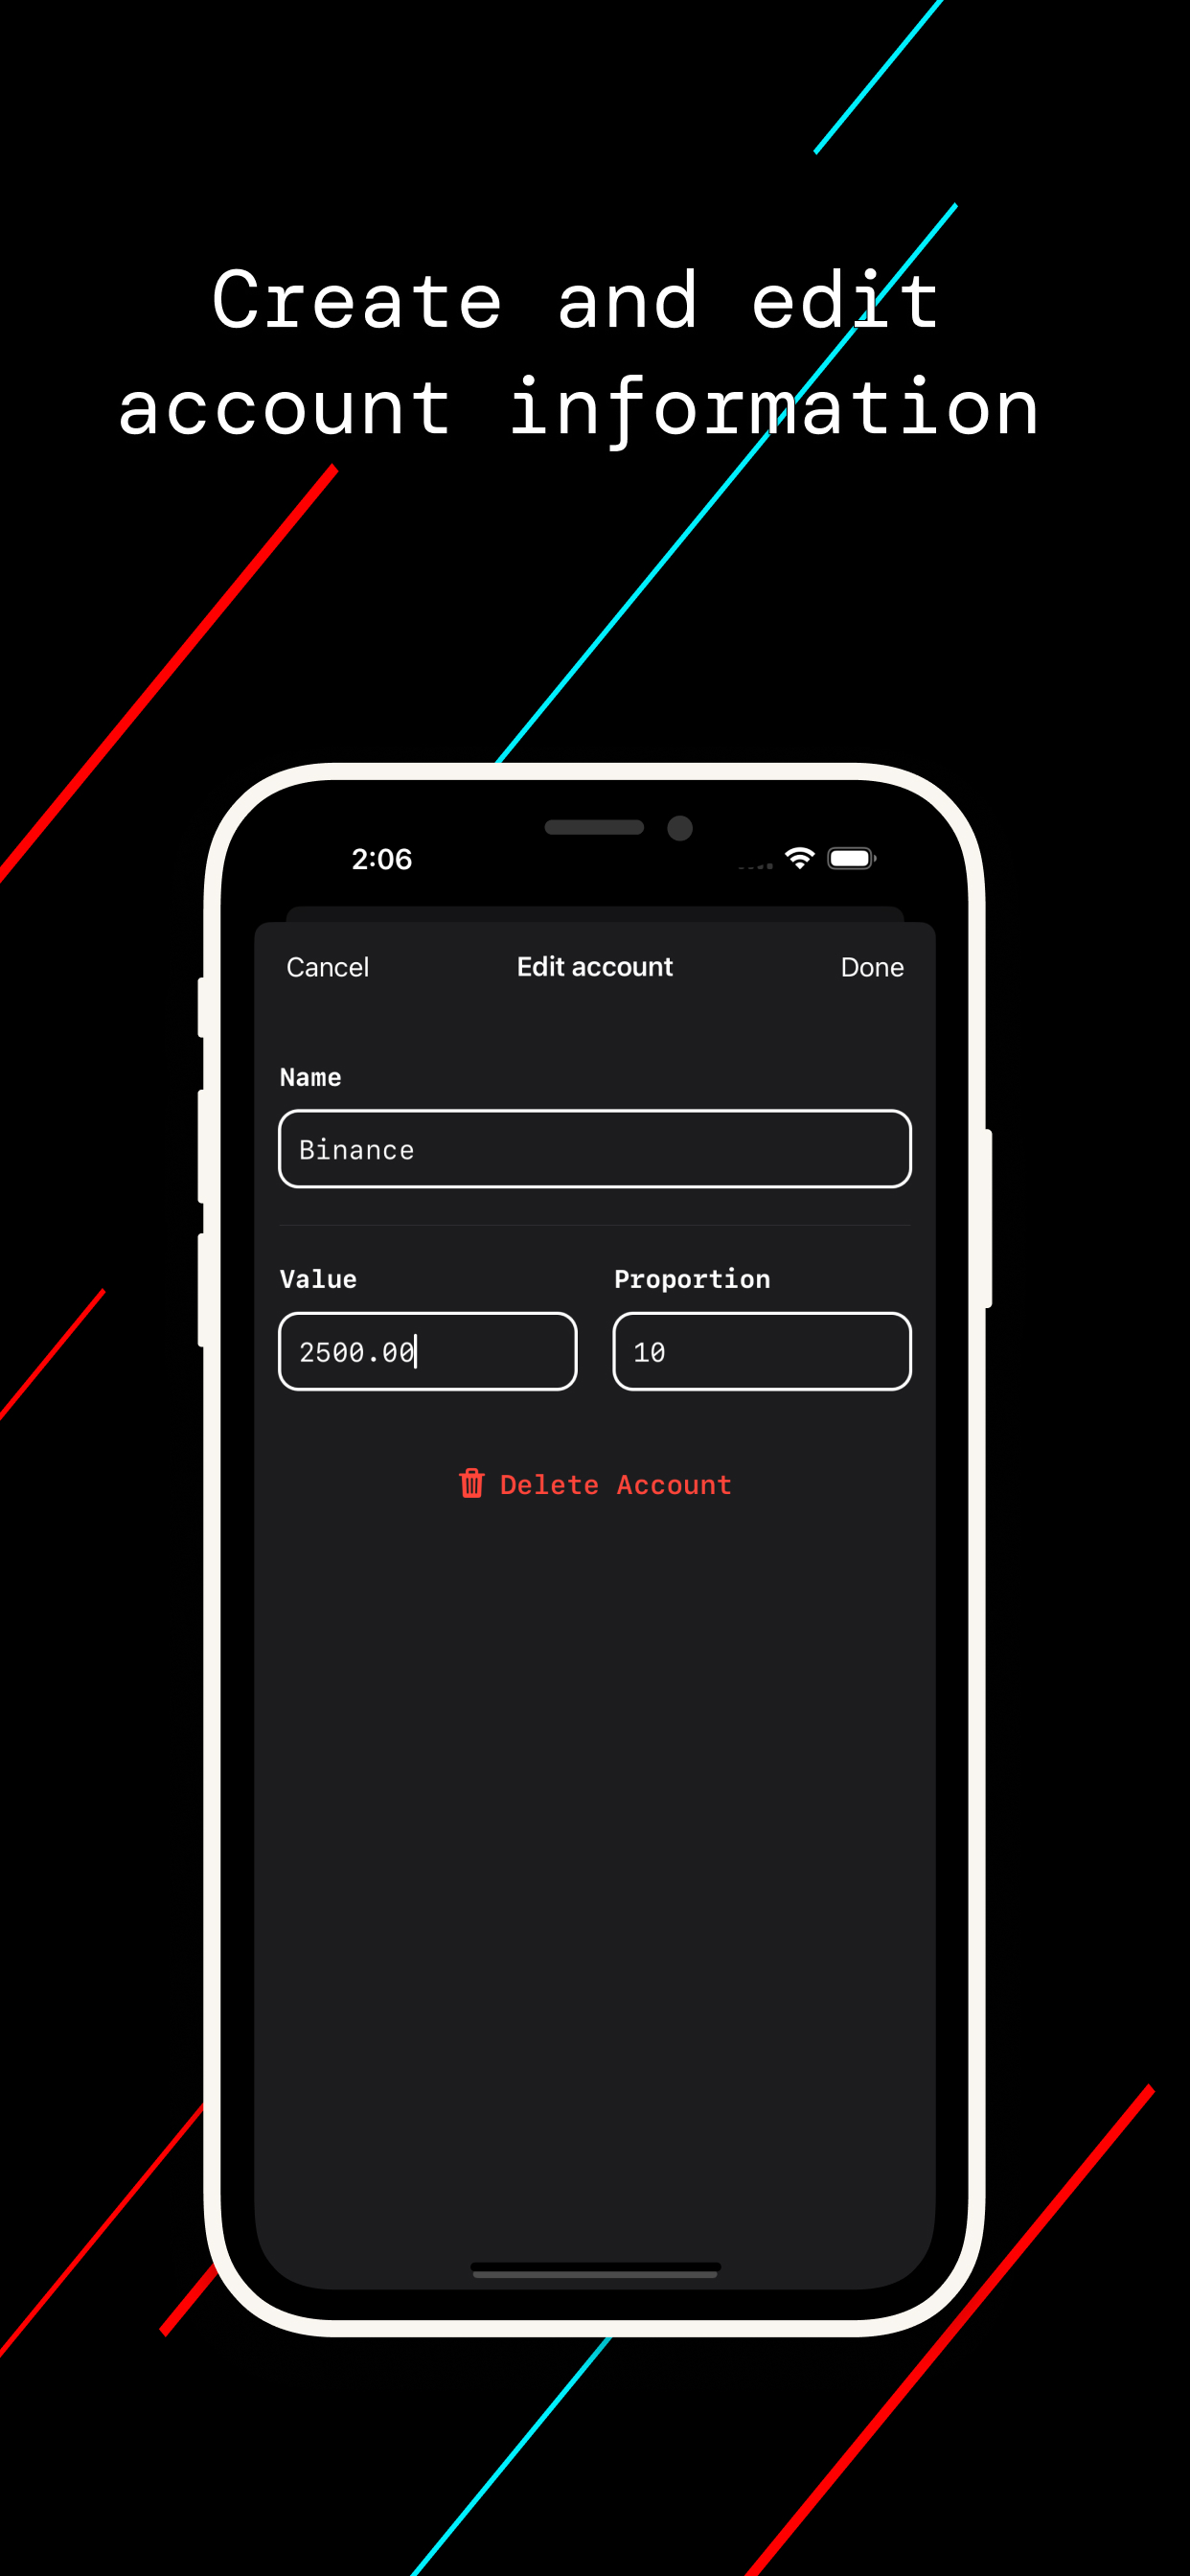 Create and edit
account information
2:06
Cancel Edit account Done
Name
Binance
Value Proportion
2500.00 10
Delete Account